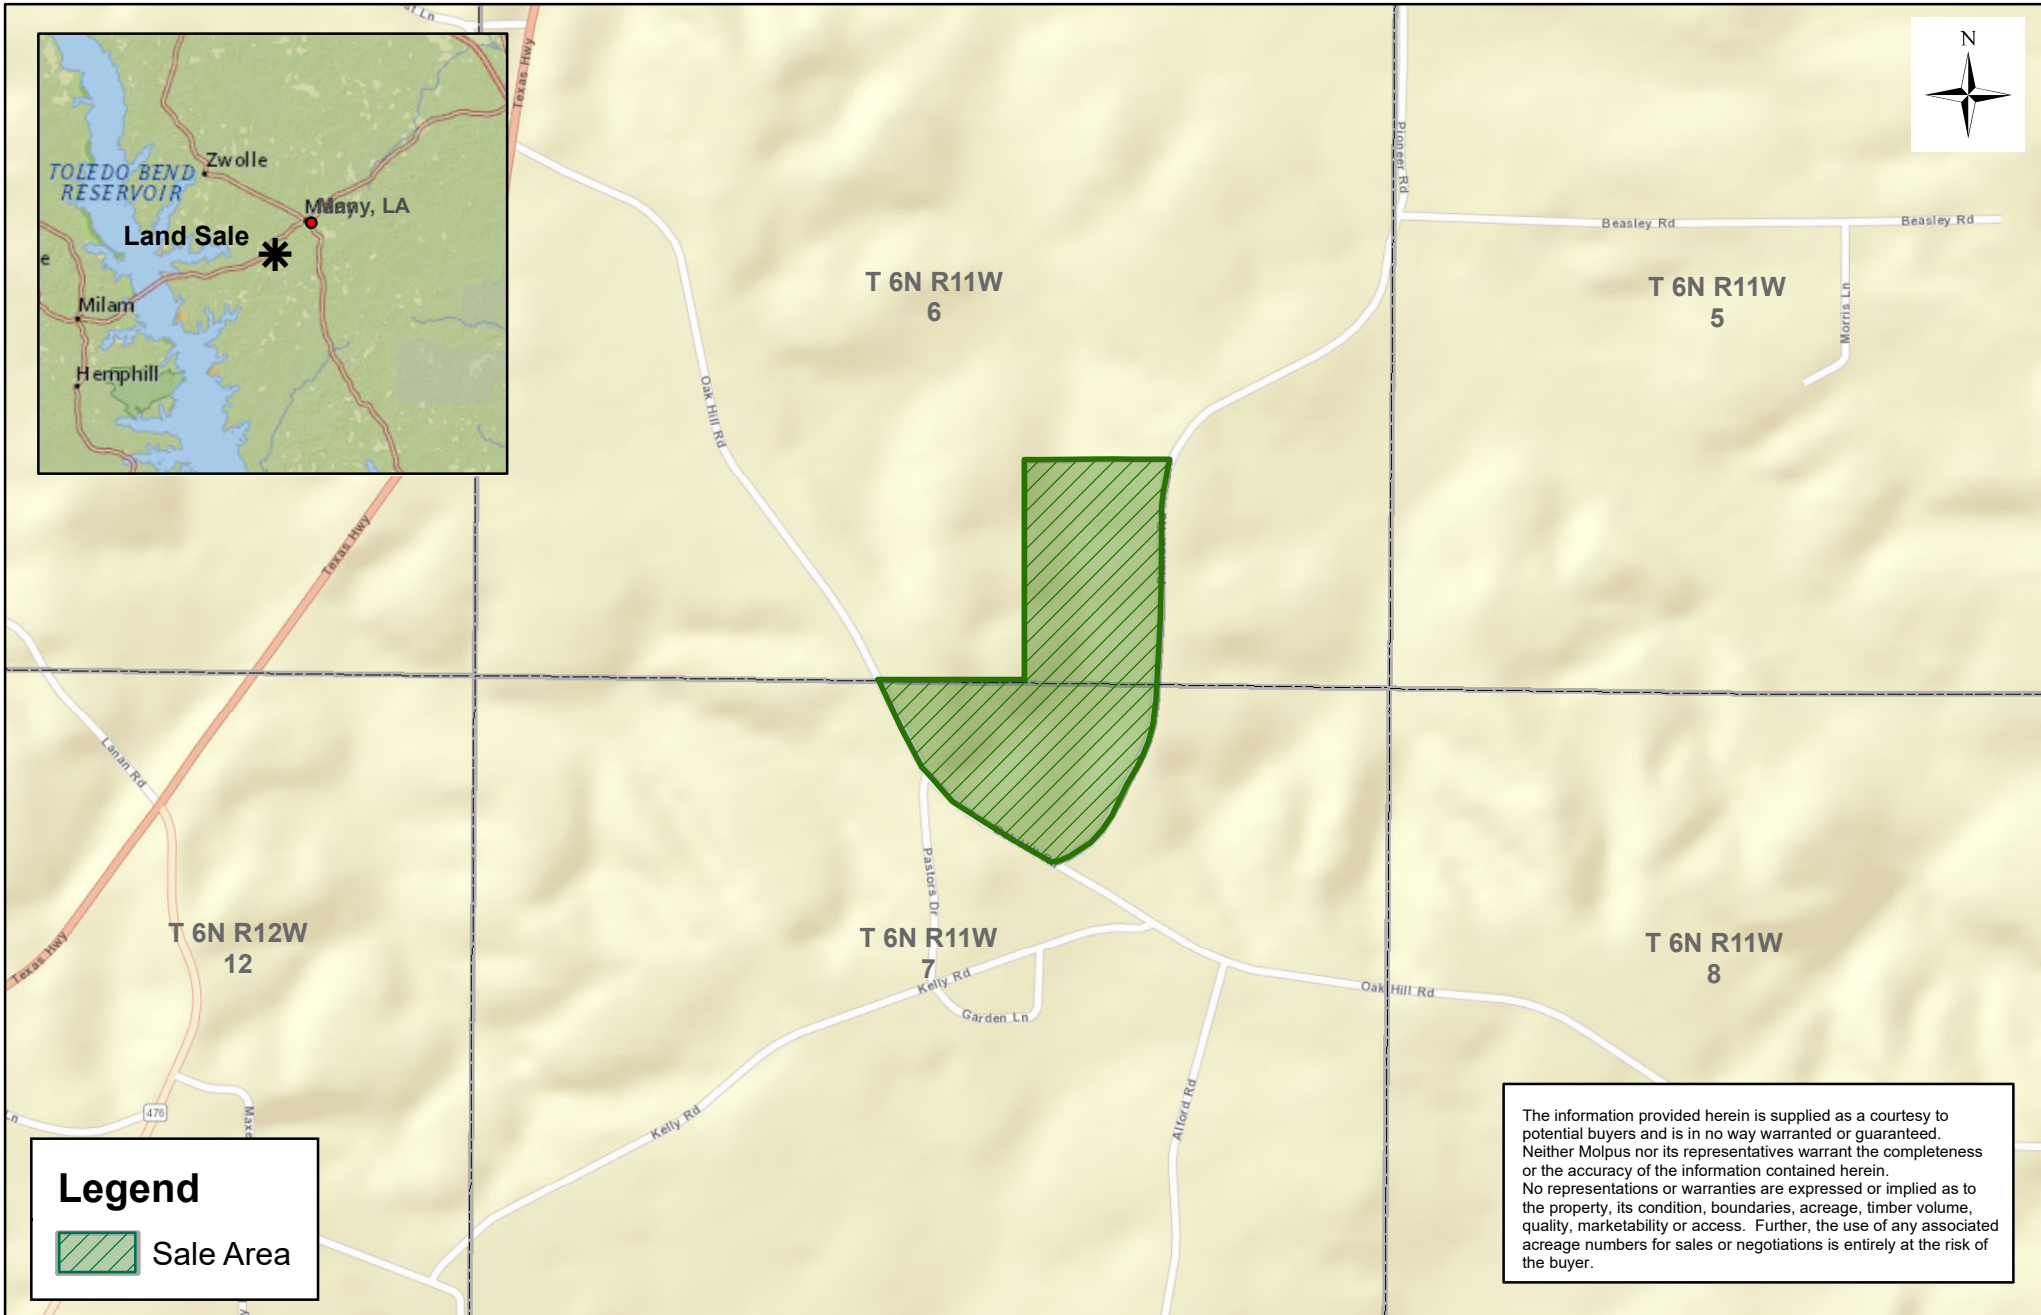 N
Texas Hwy
Zwolle
TOLEDO BEND
RESERVOIR
Many, LA
Land Sale
Milam
Hemphill
Pioneer Rd
Beasley Rd
Beasley Rd
Morris Ln
T 6N R11W
6
T 6N R11W
5
Oak Hill Rd
Texas Hwy
Lanan Rd
Pastors Dr
T 6N R12W
12
T 6N R11W
7
T 6N R11W
8
Texas Hwy
Kelly Rd
Garden Ln
Oak Hill Rd
Alford Rd
Kelly Rd
476
Ln
Legend
Sale Area
The information provided herein is supplied as a courtesy to
potential buyers and is in no way warranted or guaranteed.
Neither Molpus nor its representatives warrant the completeness
or the accuracy of the information contained herein.
No representations or warranties are expressed or implied as to
the property, its condition, boundaries, acreage, timber volume,
quality, marketability or access.  Further, the use of any associated
acreage numbers for sales or negotiations is entirely at the risk of
the buyer.